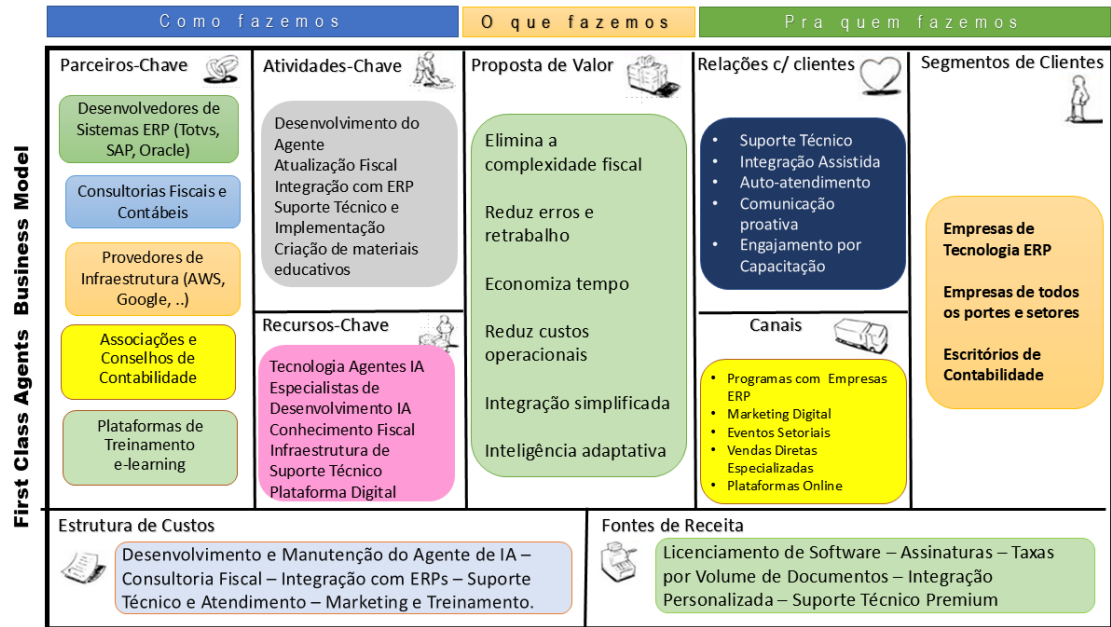 Como fazemos
O que fazemos
Pra quem fazemos
First Class Agents Business Model
Parceiros-Chave
Desenvolvedores de
Sistemas ERP (Totvs,
SAP, Oracle)
Consultorias Fiscais e
Contábeis
Provedores de
Infraestrutura (AWS,
Google, ..)
Associações e
Conselhos de
Contabilidade
Plataformas de
Treinamento
e-learning
Atividades-Chave
Desenvolvimento do
Agente
Atualização Fiscal
Integração com ERP
Suporte Técnico e
Implementação
Criação de materiais
educativos
Recursos-Chave
Tecnologia Agentes IA
Especialistas de
Desenvolvimento IA
Conhecimento Fiscal
Infraestrutura de
Suporte Técnico
Plataforma Digital
Proposta de Valor
Elimina a
complexidade fiscal
Reduz erros e
retrabalho
Economiza tempo
Reduz custos
operacionais
Integração simplificada
Inteligência adaptativa
Relações c/ clientes
• Suporte Técnico
• Integração Assistida
• Auto-atendimento
• Comunicação
proativa
• Engajamento por
Capacitação
Canais
• Programas com Empresas
ERP
• Marketing Digital
• Eventos Setoriais
• Vendas Diretas
Especializadas
• Plataformas Online
Segmentos de Clientes
Empresas de
Tecnologia ERP
Empresas de todos
os portes e setores
Escritórios de
Contabilidade
Estrutura de Custos
Desenvolvimento e Manutenção do Agente de IA –
Consultoria Fiscal – Integração com ERPs – Suporte
Técnico e Atendimento – Marketing e Treinamento.
Fontes de Receita
Licenciamento de Software – Assinaturas – Taxas
por Volume de Documentos – Integração
Personalizada – Suporte Técnico Premium